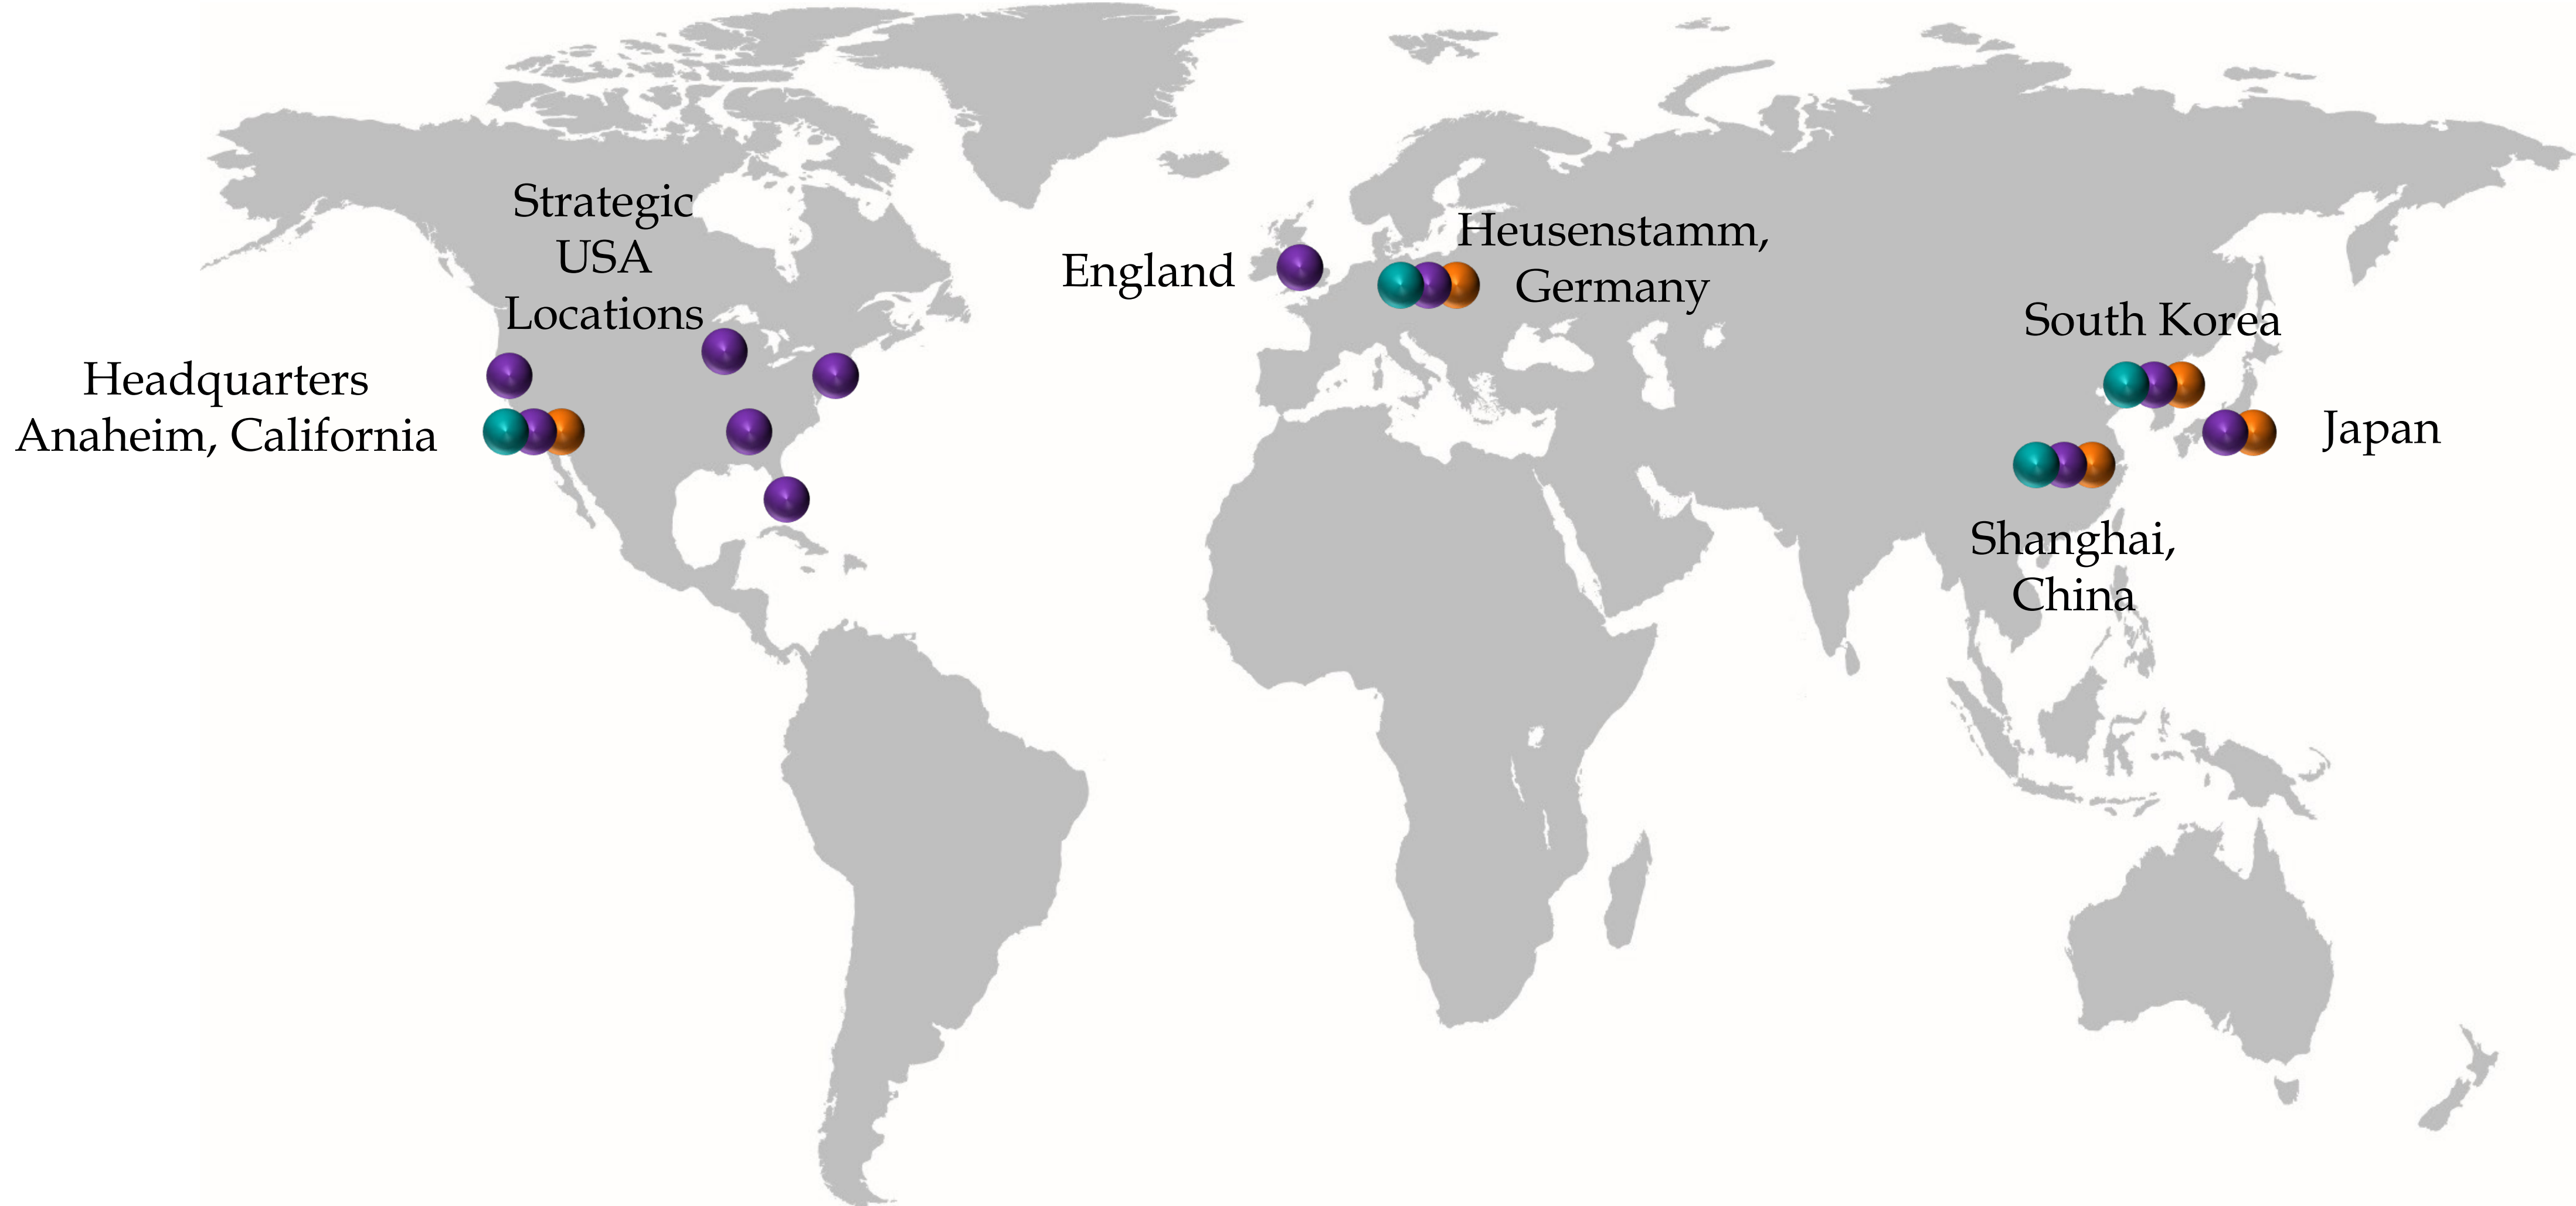 Strategic
USA
Locations
Headquarters
Anaheim, California
England
Heusenstamm,
Germany
South Korea
Japan
Shanghai,
China